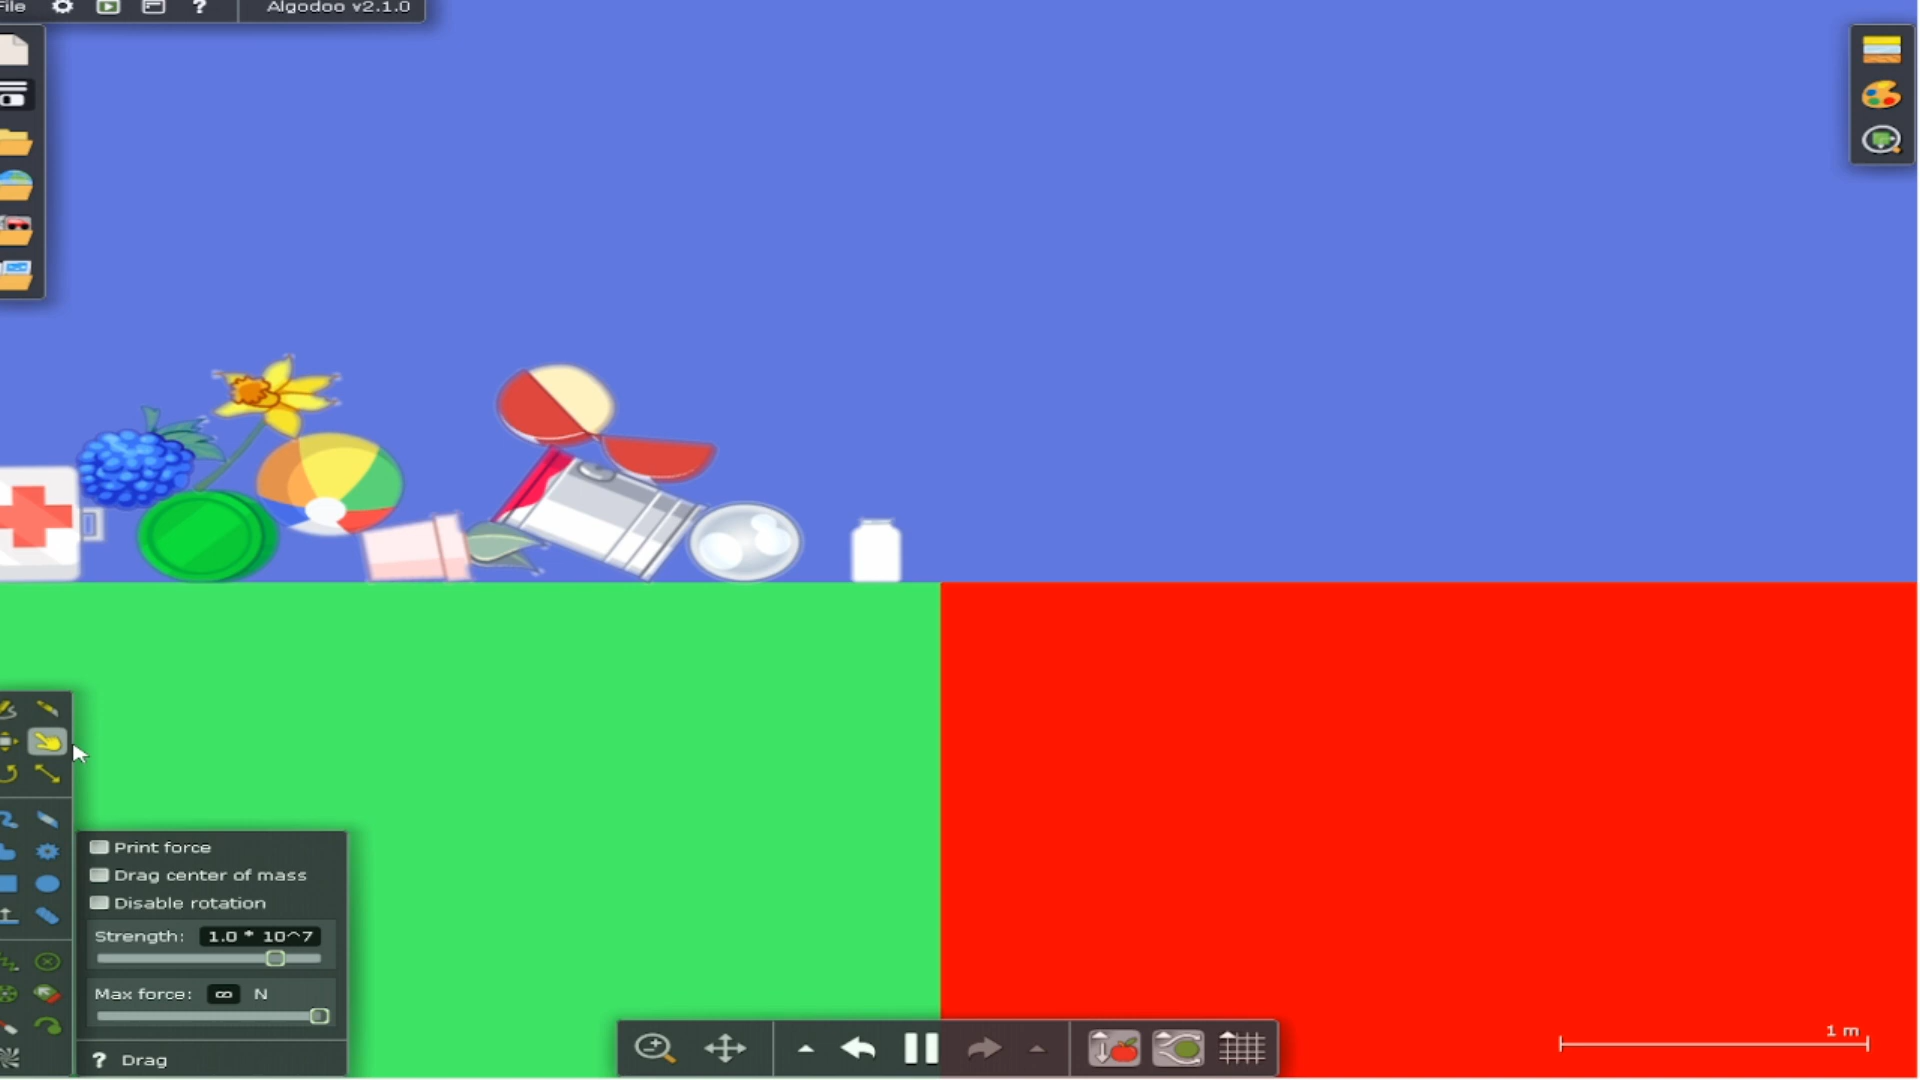 File ? Algodoo v2.1.0
Print force
Drag center of mass
Disable rotation
Strength: 1.0 * 10^7
Max force: ∞ N
? Drag
1 m